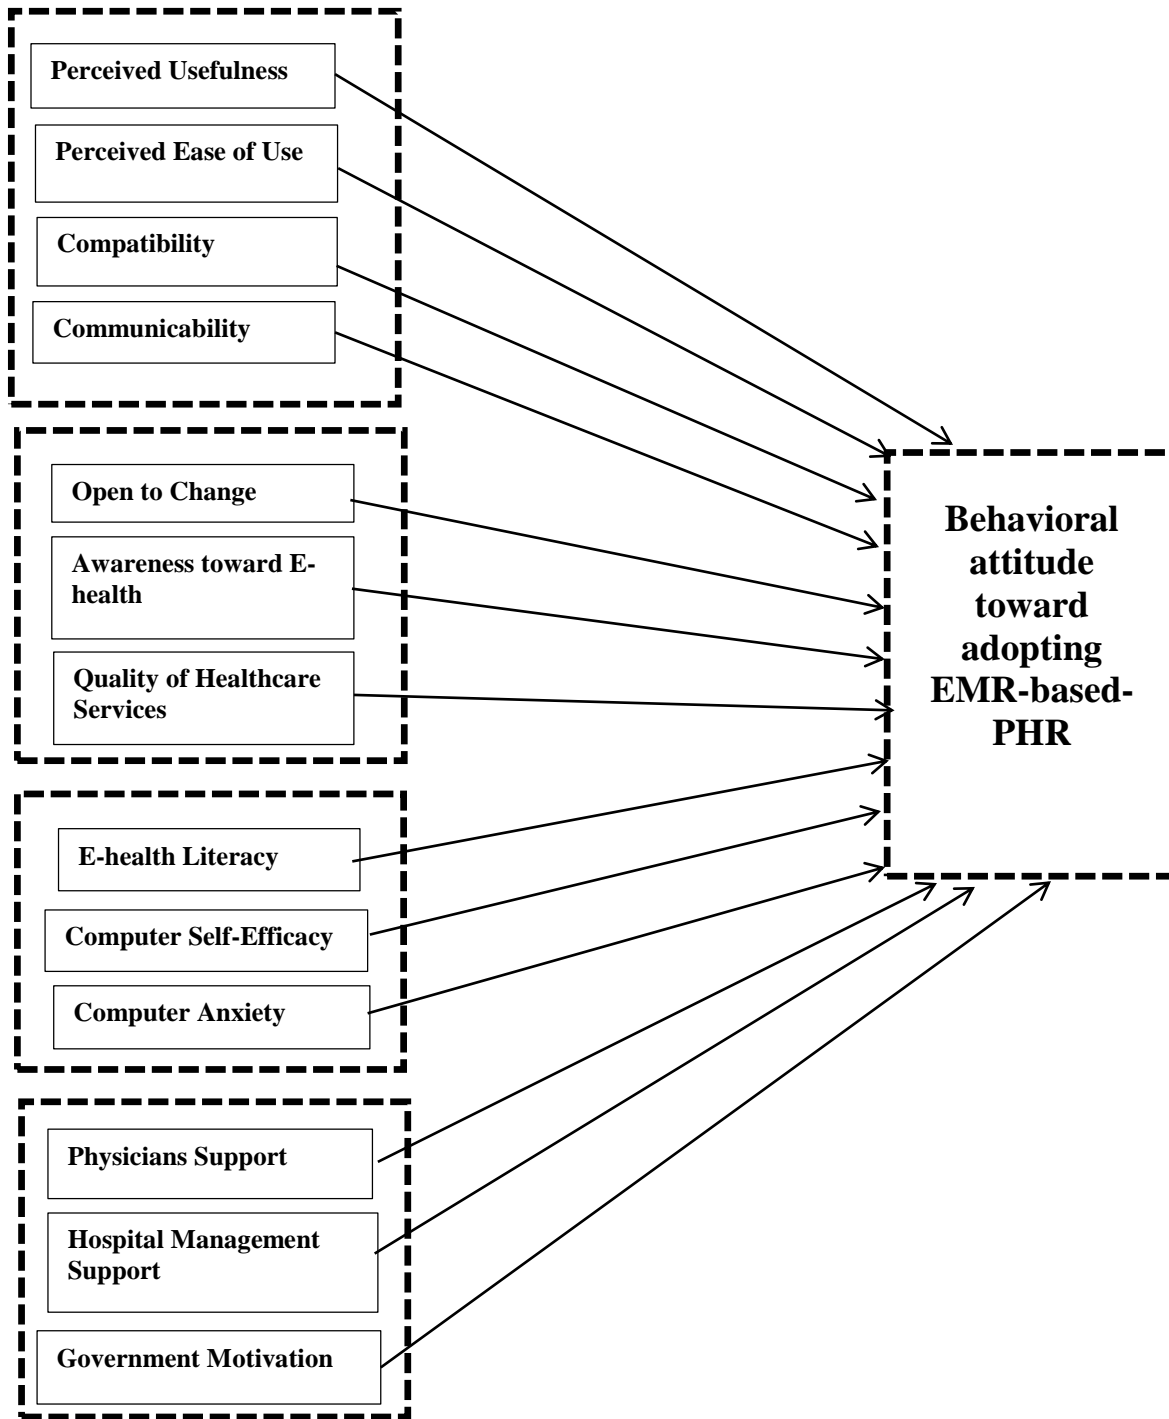 Perceived Usefulness
Perceived Ease of Use
Compatibility
Communicability
Open to Change
Awareness toward E-
health
Quality of Healthcare
Services
E-health Literacy
Computer Self-Efficacy
Computer Anxiety
Physicians Support
Hospital Management
Support
Government Motivation
Behavioral
attitude
toward
adopting
EMR-based-
PHR